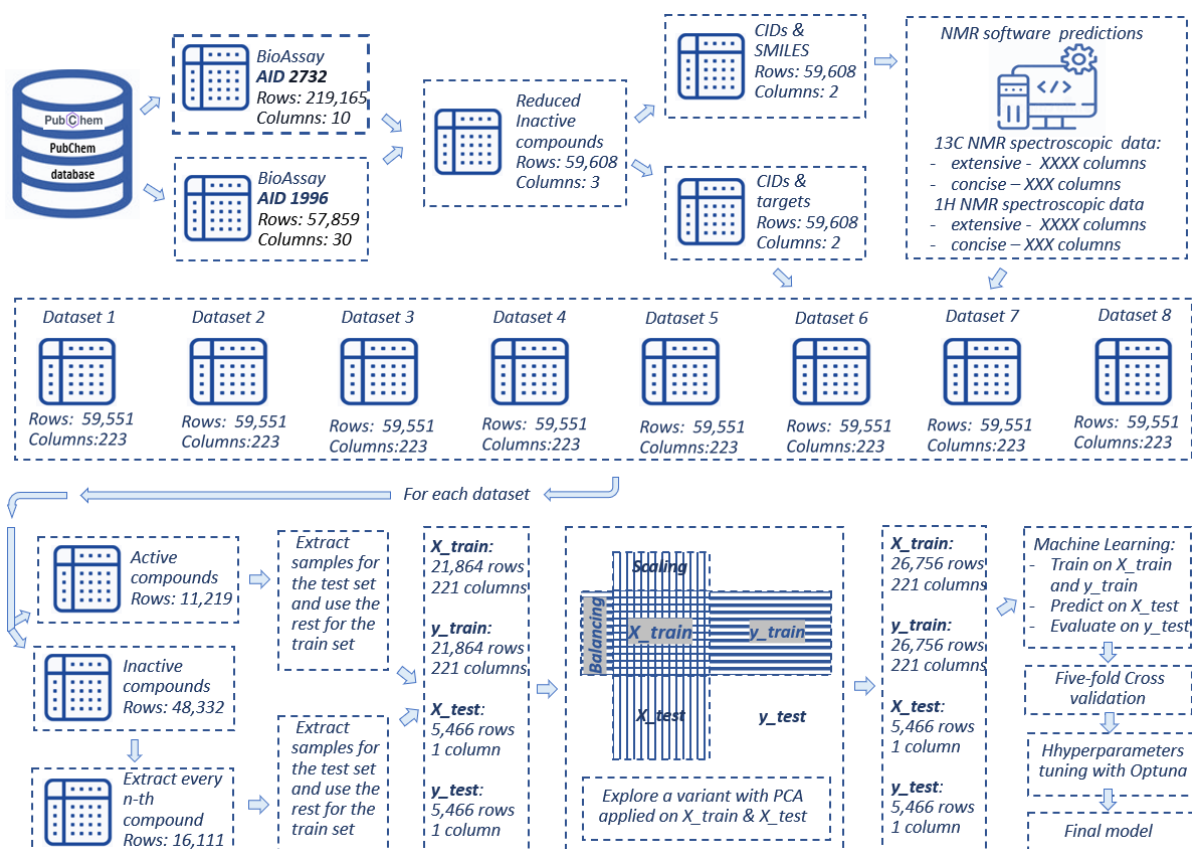 PubChem
PubChem
database
BioAssay
AID 2732
Rows: 219,165
Columns: 10
BioAssay
AID 1996
Rows: 57,859
Columns: 30
Reduced
Inactive
compounds
Rows: 59,608
Columns: 3
CIDs &
SMILES
Rows: 59,608
Columns: 2
CIDs &
targets
Rows: 59,608
Columns: 2
NMR software predictions
13C NMR spectroscopic data:
- extensive - XXXX columns
- concise – XXX columns
1H NMR spectroscopic data
- extensive - XXXX columns
- concise – XXX columns
Dataset 1
Rows: 59,551
Columns:223
Dataset 2
Rows: 59,551
Columns:223
Dataset 3
Rows: 59,551
Columns:223
Dataset 4
Rows: 59,551
Columns:223
Dataset 5
Rows: 59,551
Columns:223
Dataset 6
Rows: 59,551
Columns:223
Dataset 7
Rows: 59,551
Columns:223
Dataset 8
Rows: 59,551
Columns:223
For each dataset
Active
compounds
Rows: 11,219
Inactive
compounds
Rows: 48,332
Extract every
n-th
compound
Rows: 16,111
Extract
samples for
the test set
and use the
rest for the
train set
Extract
samples for
the test set
and use the
rest for the
train set
X_train:
21,864 rows
221 columns
y_train:
21,864 rows
221 columns
X_test:
5,466 rows
1 column
y_test:
5,466 rows
1 column
Scaling
Balancing
X_train
y_train
X_test
y_test
Explore a variant with PCA
applied on X_train & X_test
X_train:
26,756 rows
221 columns
y_train:
26,756 rows
221 columns
X_test:
5,466 rows
1 column
y_test:
5,466 rows
1 column
Machine Learning:
- Train on X_train
and y_train
- Predict on X_test
- Evaluate on y_test
Five-fold Cross
validation
Hhyperparameters
tuning with Optuna
Final model